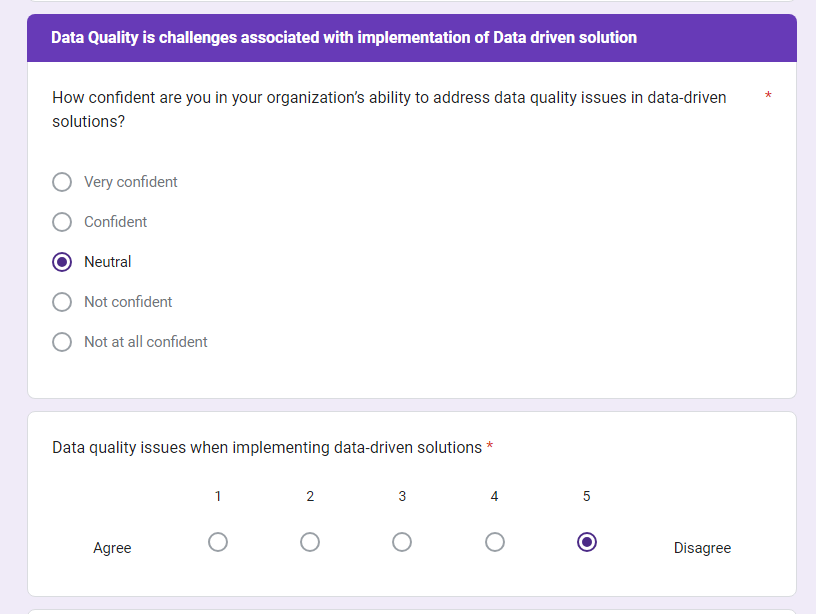 Data Quality is challenges associated with implementation of Data driven solution
How confident are you in your organization's ability to address data quality issues in data-driven *
solutions?
Very confident
Confident
Neutral
Not confident
Not at all confident
Data quality issues when implementing data-driven solutions *
1 2 3 4 5
Agree Disagree